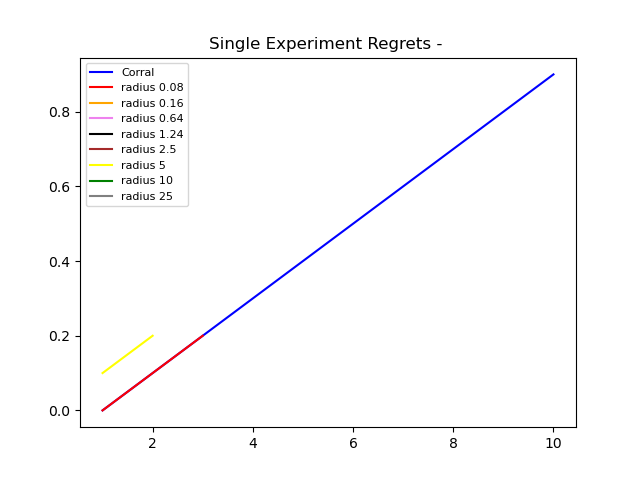 Single Experiment Regrets -
Corral
radius 0.08
radius 0.16
radius 0.64
radius 1.24
radius 2.5
radius 5
radius 10
radius 25
0.8
0.6
0.4
0.2
0.0
2 4 6 8 10